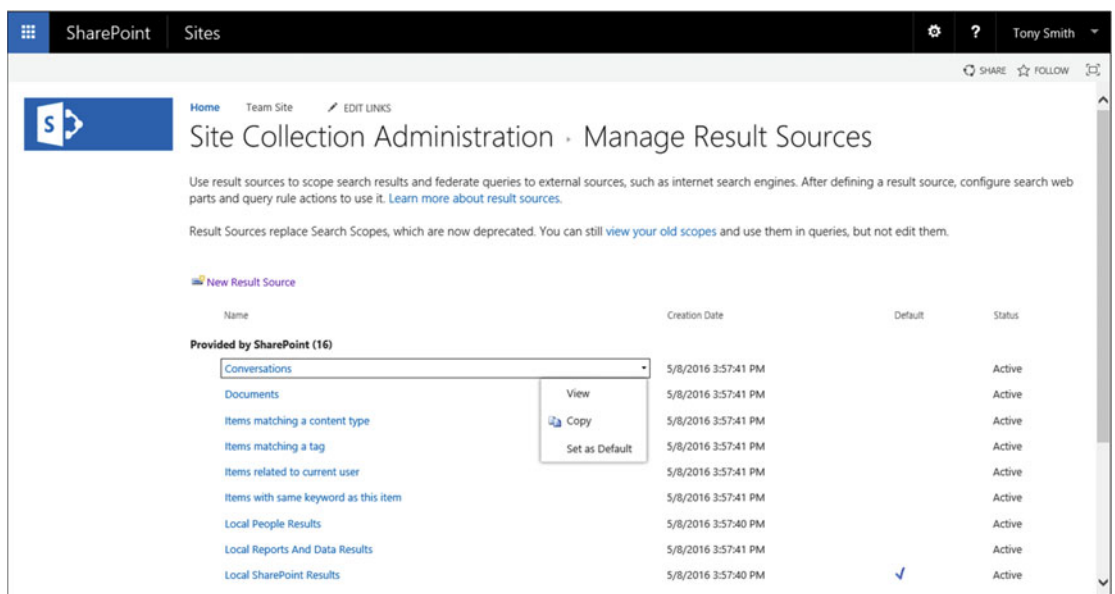 SharePoint Sites ? Tony Smith
SHARE FOLLOW
S
Home Team Site EDIT LINKS
Site Collection Administration › Manage Result Sources
Use result sources to scope search results and federate queries to external sources, such as internet search engines. After defining a result source, configure search web
parts and query rule actions to use it. Learn more about result sources.
Result Sources replace Search Scopes, which are now deprecated. You can still view your old scopes and use them in queries, but not edit them.
New Result Source
Name Creation Date Default Status
Provided by SharePoint (16)
Conversations 5/8/2016 3:57:41 PM Active
Documents View 5/8/2016 3:57:41 PM Active
Items matching a content type Copy 5/8/2016 3:57:41 PM Active
Items matching a tag Set as Default 5/8/2016 3:57:41 PM Active
Items related to current user 5/8/2016 3:57:41 PM Active
Items with same keyword as this item 5/8/2016 3:57:41 PM Active
Local People Results 5/8/2016 3:57:40 PM Active
Local Reports And Data Results 5/8/2016 3:57:41 PM Active
Local SharePoint Results 5/8/2016 3:57:40 PM Active